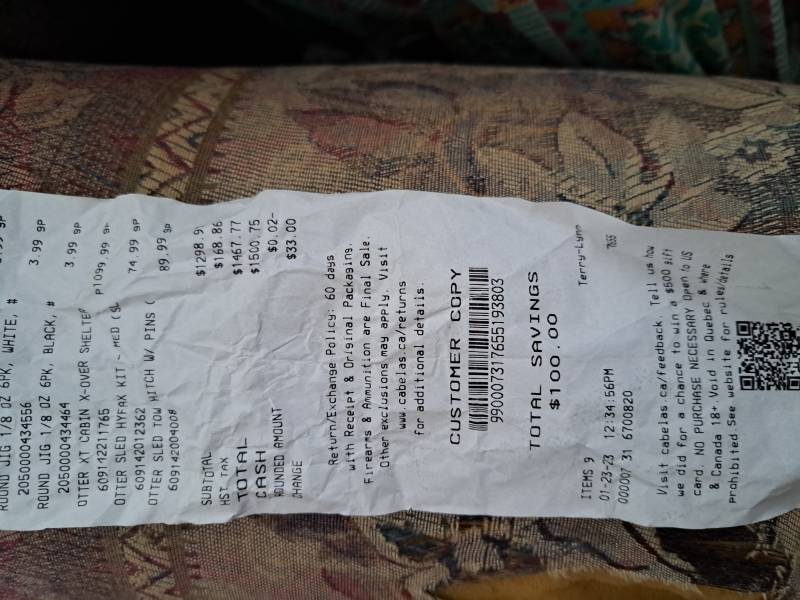 ROUND JIG 1/8 OZ 6PK, WHITE, #
2050000434556 3.99 gp
ROUND JIG 1/8 OZ 6PK, BLACK, #
2050000434464 3.99 gp
OTTER XT CABIN X-OVER SHELTER
609142211765 P1099.99 gp
OTTER SLED HYFAX KIT- MED (
609142012362 74.99 gp
OTTER SLED TOW HITCH W/ PINS (
609142004008 89.99 gp
SUBTOTAL $1298.9
HST TAX $168.86
TOTAL $1467.77
CASH $1500.75
ROUNDED AMOUNT $0.02-
CHANGE $33.00
Return/Exchange Policy: 60 days
with Receipt & Original Packaging.
Firearms & Ammunition are Final Sale.
Other exclusions may apply. Visit
www.cabelas.ca/returns
for additional details.
CUSTOMER COPY
990007317655193803
TOTAL SAVINGS
$100.00
ITEMS 9 Terry-Lynn
01-23-23 12:34:56PM 7655
000007 31 6700820
Visit cabelas.ca/feedback. Tell us how
we did for a chance to win a $500 gift
card. NO PURCHASE NECESSARY Open to US
& Canada 18+. Void in Quebec & where
prohibited See website for rules/details